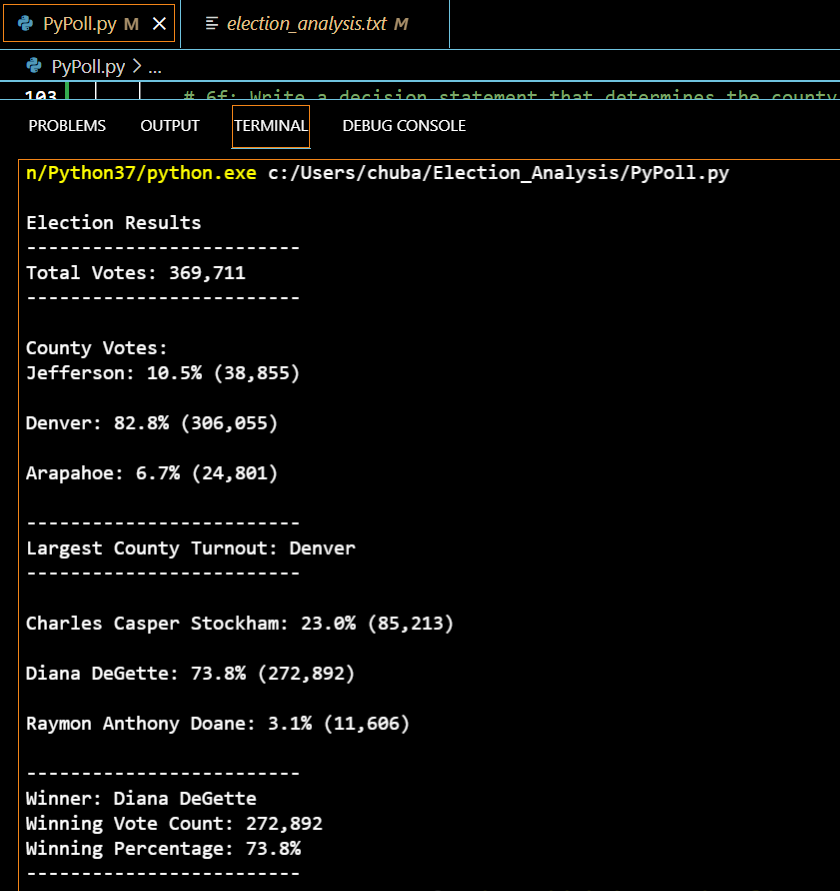 PyPoll.py M ×
election_analysis.txt M
PyPoll.py > ...
103 # 6f: Write a decision statement that determines the county
PROBLEMS OUTPUT TERMINAL DEBUG CONSOLE
n/Python37/python.exe c:/Users/chuba/Election_Analysis/PyPoll.py
Election Results
-------------------------
Total Votes: 369,711
-------------------------
County Votes:
Jefferson: 10.5% (38,855)
Denver: 82.8% (306,055)
Arapahoe: 6.7% (24,801)
-------------------------
Largest County Turnout: Denver
-------------------------
Charles Casper Stockham: 23.0% (85,213)
Diana DeGette: 73.8% (272,892)
Raymon Anthony Doane: 3.1% (11,606)
-------------------------
Winner: Diana DeGette
Winning Vote Count: 272,892
Winning Percentage: 73.8%
-------------------------